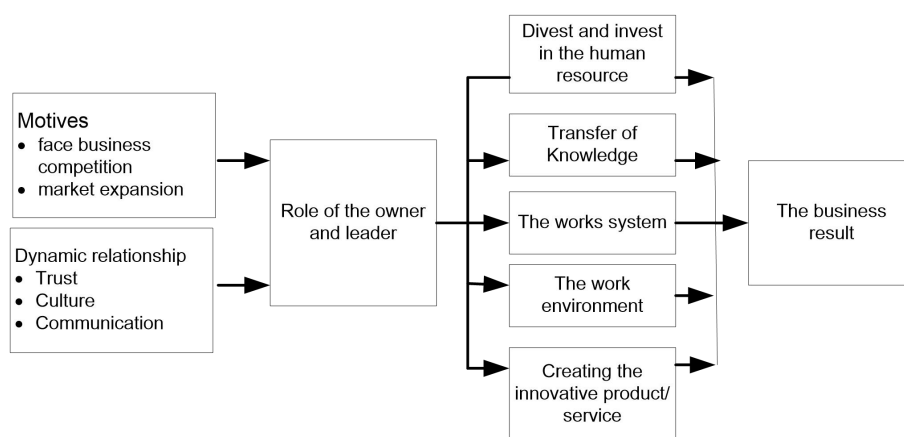 Motives
• face business
competition
• market expansion
Dynamic relationship
• Trust
• Culture
• Communication
Role of the owner
and leader
Divest and invest
in the human
resource
Transfer of
Knowledge
The works system
The work
environment
Creating the
innovative product/
service
The business
result